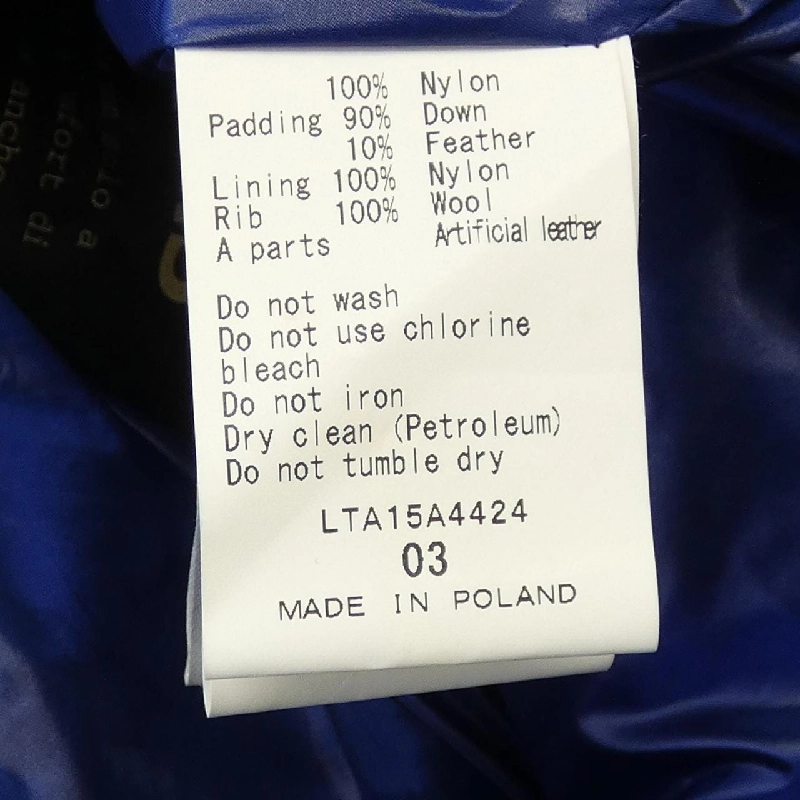 100% Nylon
Padding 90% Down
10% Feather
Lining 100% Nylon
Rib 100% Wool
A parts Artificial leather
Do not wash
Do not use chlorine
bleach
Do not iron
Dry clean (Petroleum)
Do not tumble dry
LTA15A4424
03
MADE IN POLAND